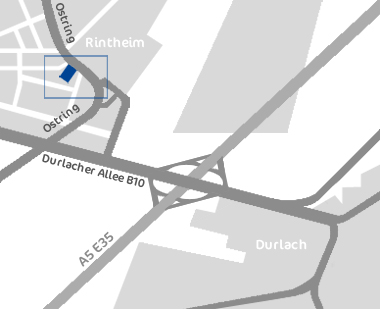 Ostring
Rintheim
Ostring
Durlacher Allee B10
A5 E35
Durlach